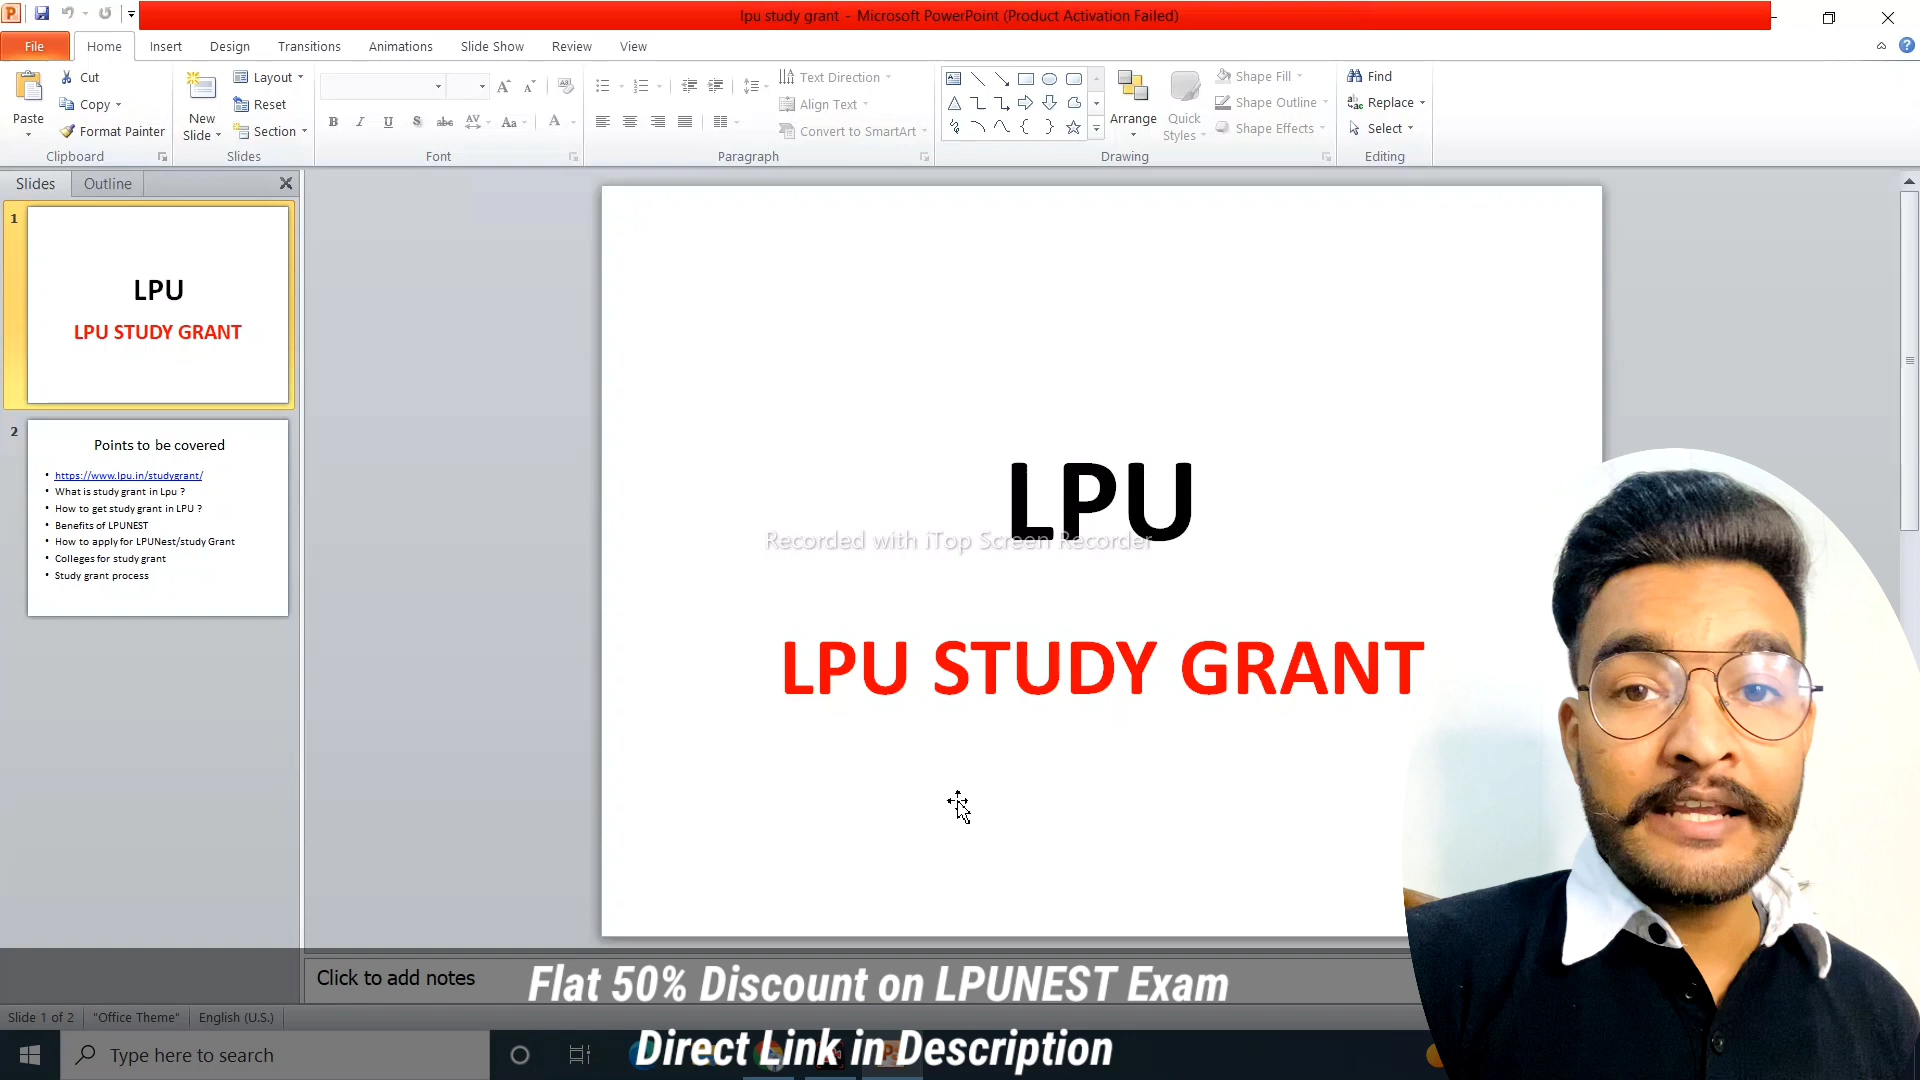 lpu study grant - Microsoft PowerPoint (Product Activation Failed)
File Home Insert Design Transitions Animations Slide Show Review View
Paste
Cut
Copy
Format Painter
Clipboard
New Slide
Layout
Reset
Section
Slides
B I U S abc AV Aa A
Font
Text Direction
Align Text
Convert to SmartArt
Paragraph
Arrange
Quick Styles
Shape Fill
Shape Outline
Shape Effects
Drawing
Find
Replace
Select
Editing
Slides Outline
1
LPU
LPU STUDY GRANT
2
Points to be covered
• https://www.lpu.in/studygrant/
• What is study grant in Lpu ?
• How to get study grant in LPU ?
• Benefits of LPUNEST
• How to apply for LPUNest/study Grant
• Colleges for study grant
• Study grant process
LPU
Recorded with iTop Screen Recorder
LPU STUDY GRANT
Click to add notes
Flat 50% Discount on LPUNEST Exam
Slide 1 of 2 "Office Theme" English (U.S.)
Direct Link in Description
Type here to search